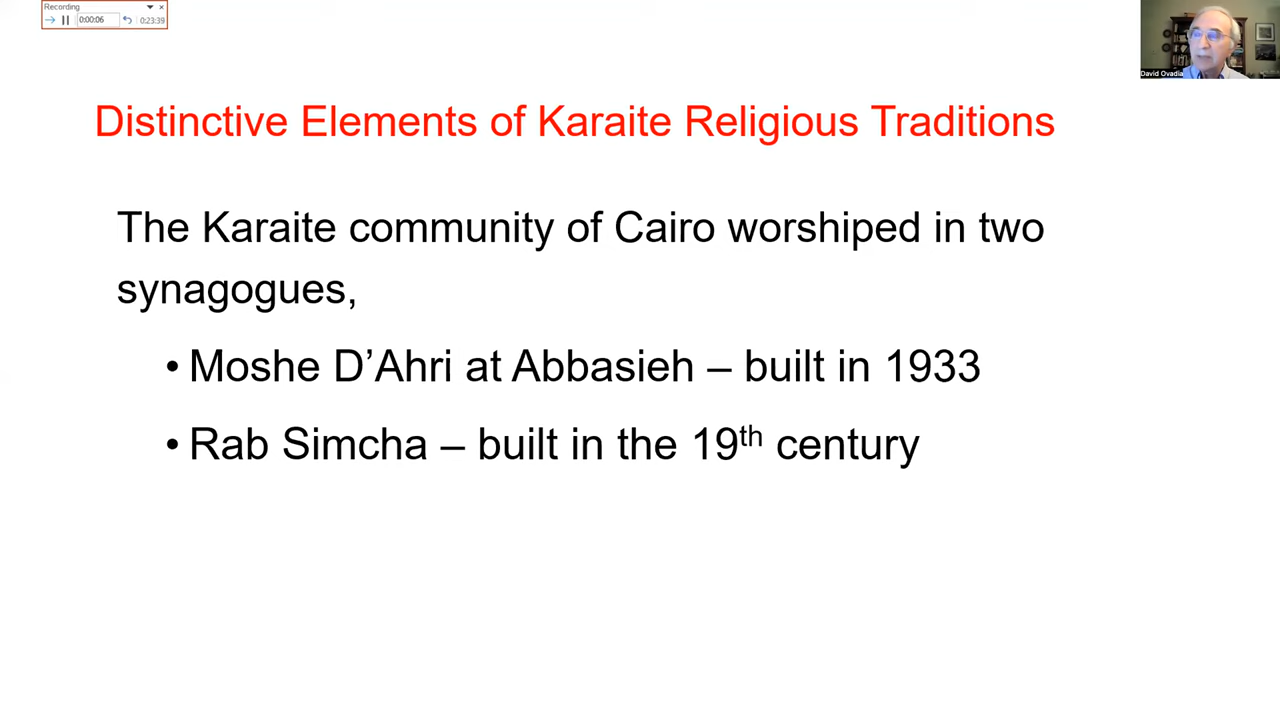 Recording
0:00:06
0:23:39
David Ovadia
Distinctive Elements of Karaite Religious Traditions
The Karaite community of Cairo worshiped in two
synagogues,
• Moshe D’Ahri at Abbasieh – built in 1933
• Rab Simcha – built in the 19th century